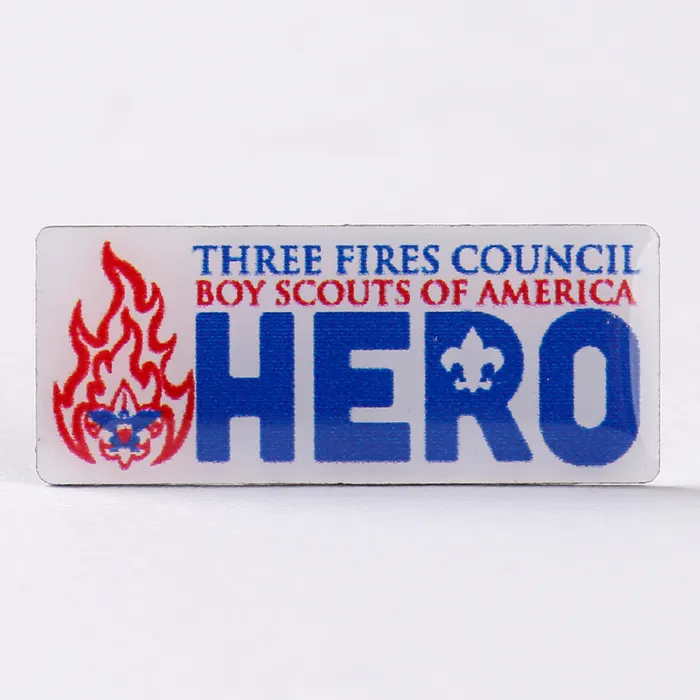 THREE FIRES COUNCIL
BOY SCOUTS OF AMERICA
HERO